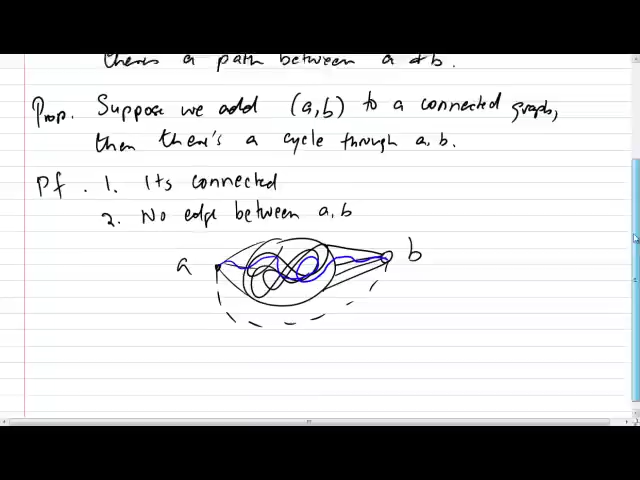 there's a path between a & b.
Prop. Suppose we add (a,b) to a connected graph,
then there's a cycle through a, b.
Pf. 1. Its connected
2. No edge between a, b
a b